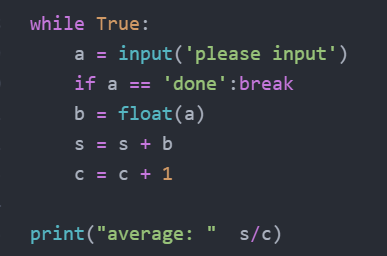 while True:
    a = input('please input')
    if a == 'done':break
    b = float(a)
    s = s + b
    c = c + 1
print("average: "  s/c)